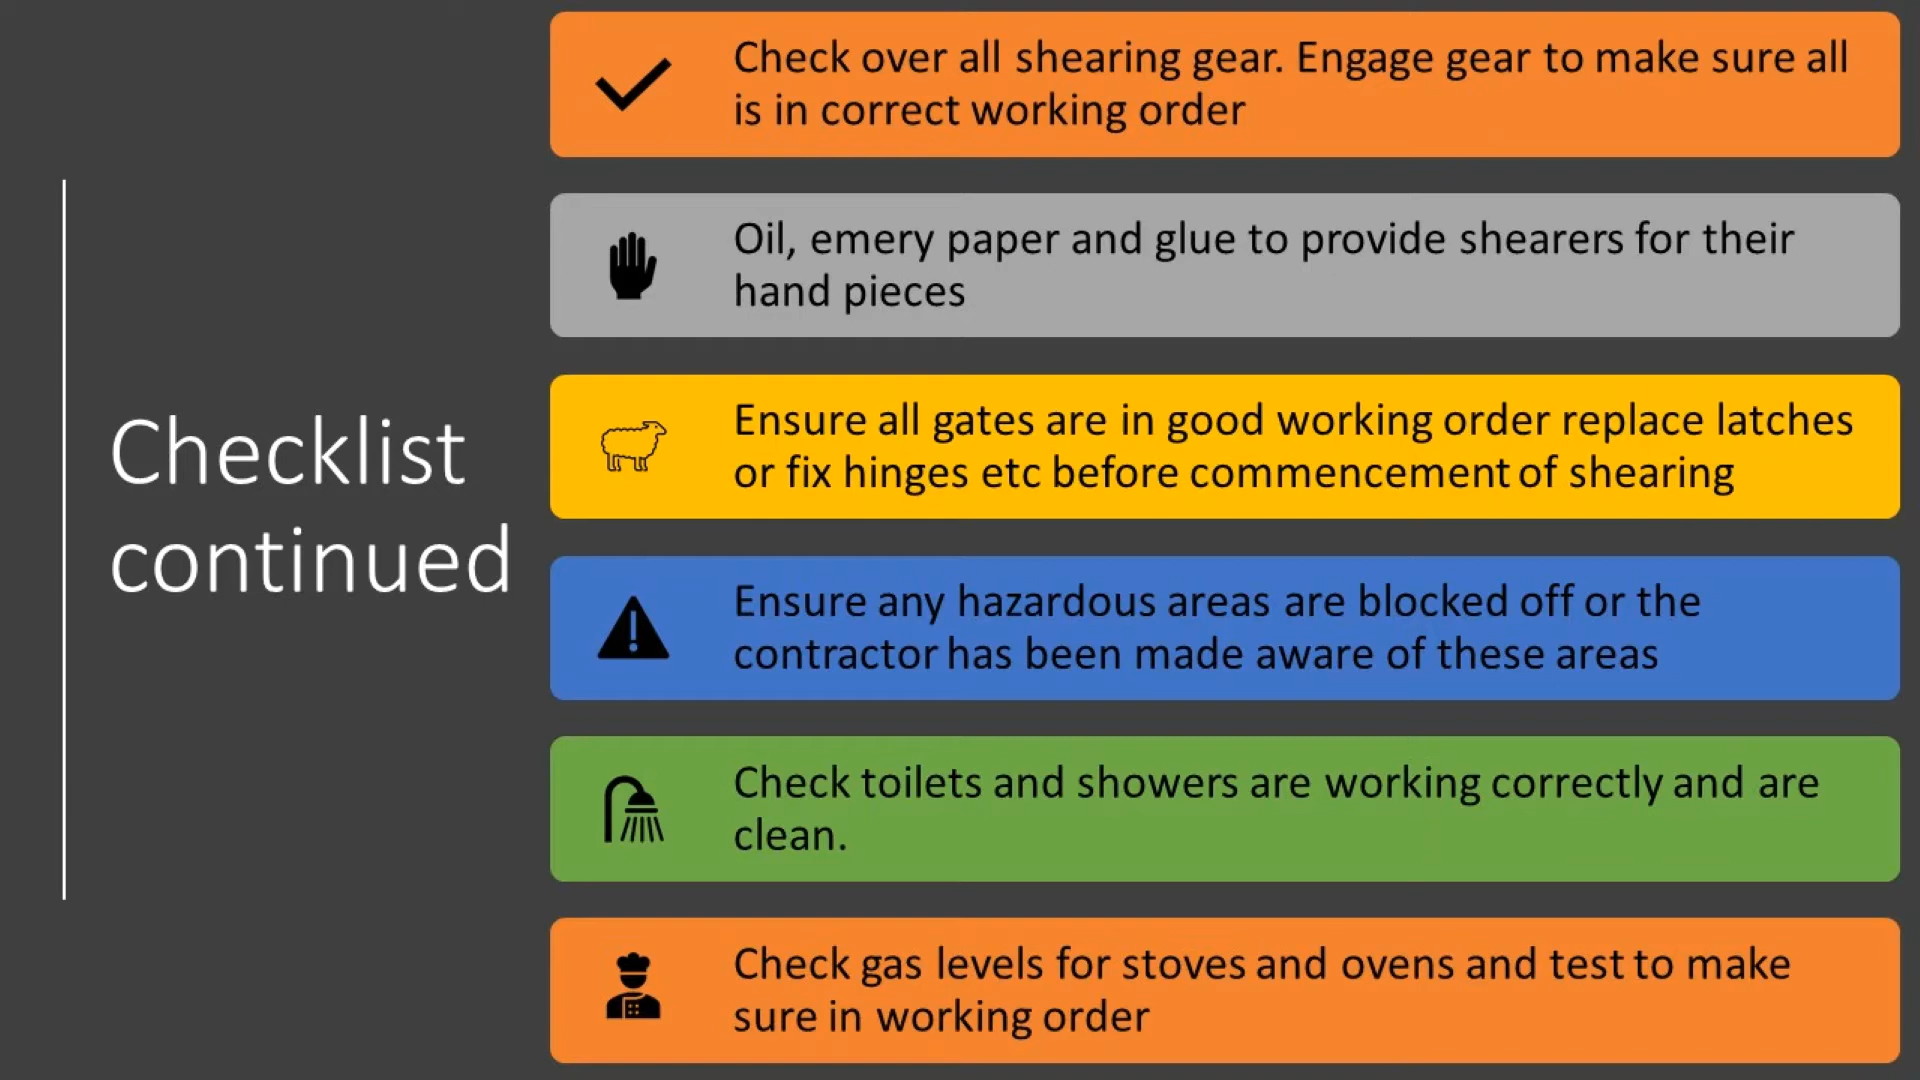 Checklist
continued
Check over all shearing gear. Engage gear to make sure all
is in correct working order
Oil, emery paper and glue to provide shearers for their
hand pieces
Ensure all gates are in good working order replace latches
or fix hinges etc before commencement of shearing
Ensure any hazardous areas are blocked off or the
contractor has been made aware of these areas
Check toilets and showers are working correctly and are
clean.
Check gas levels for stoves and ovens and test to make
sure in working order